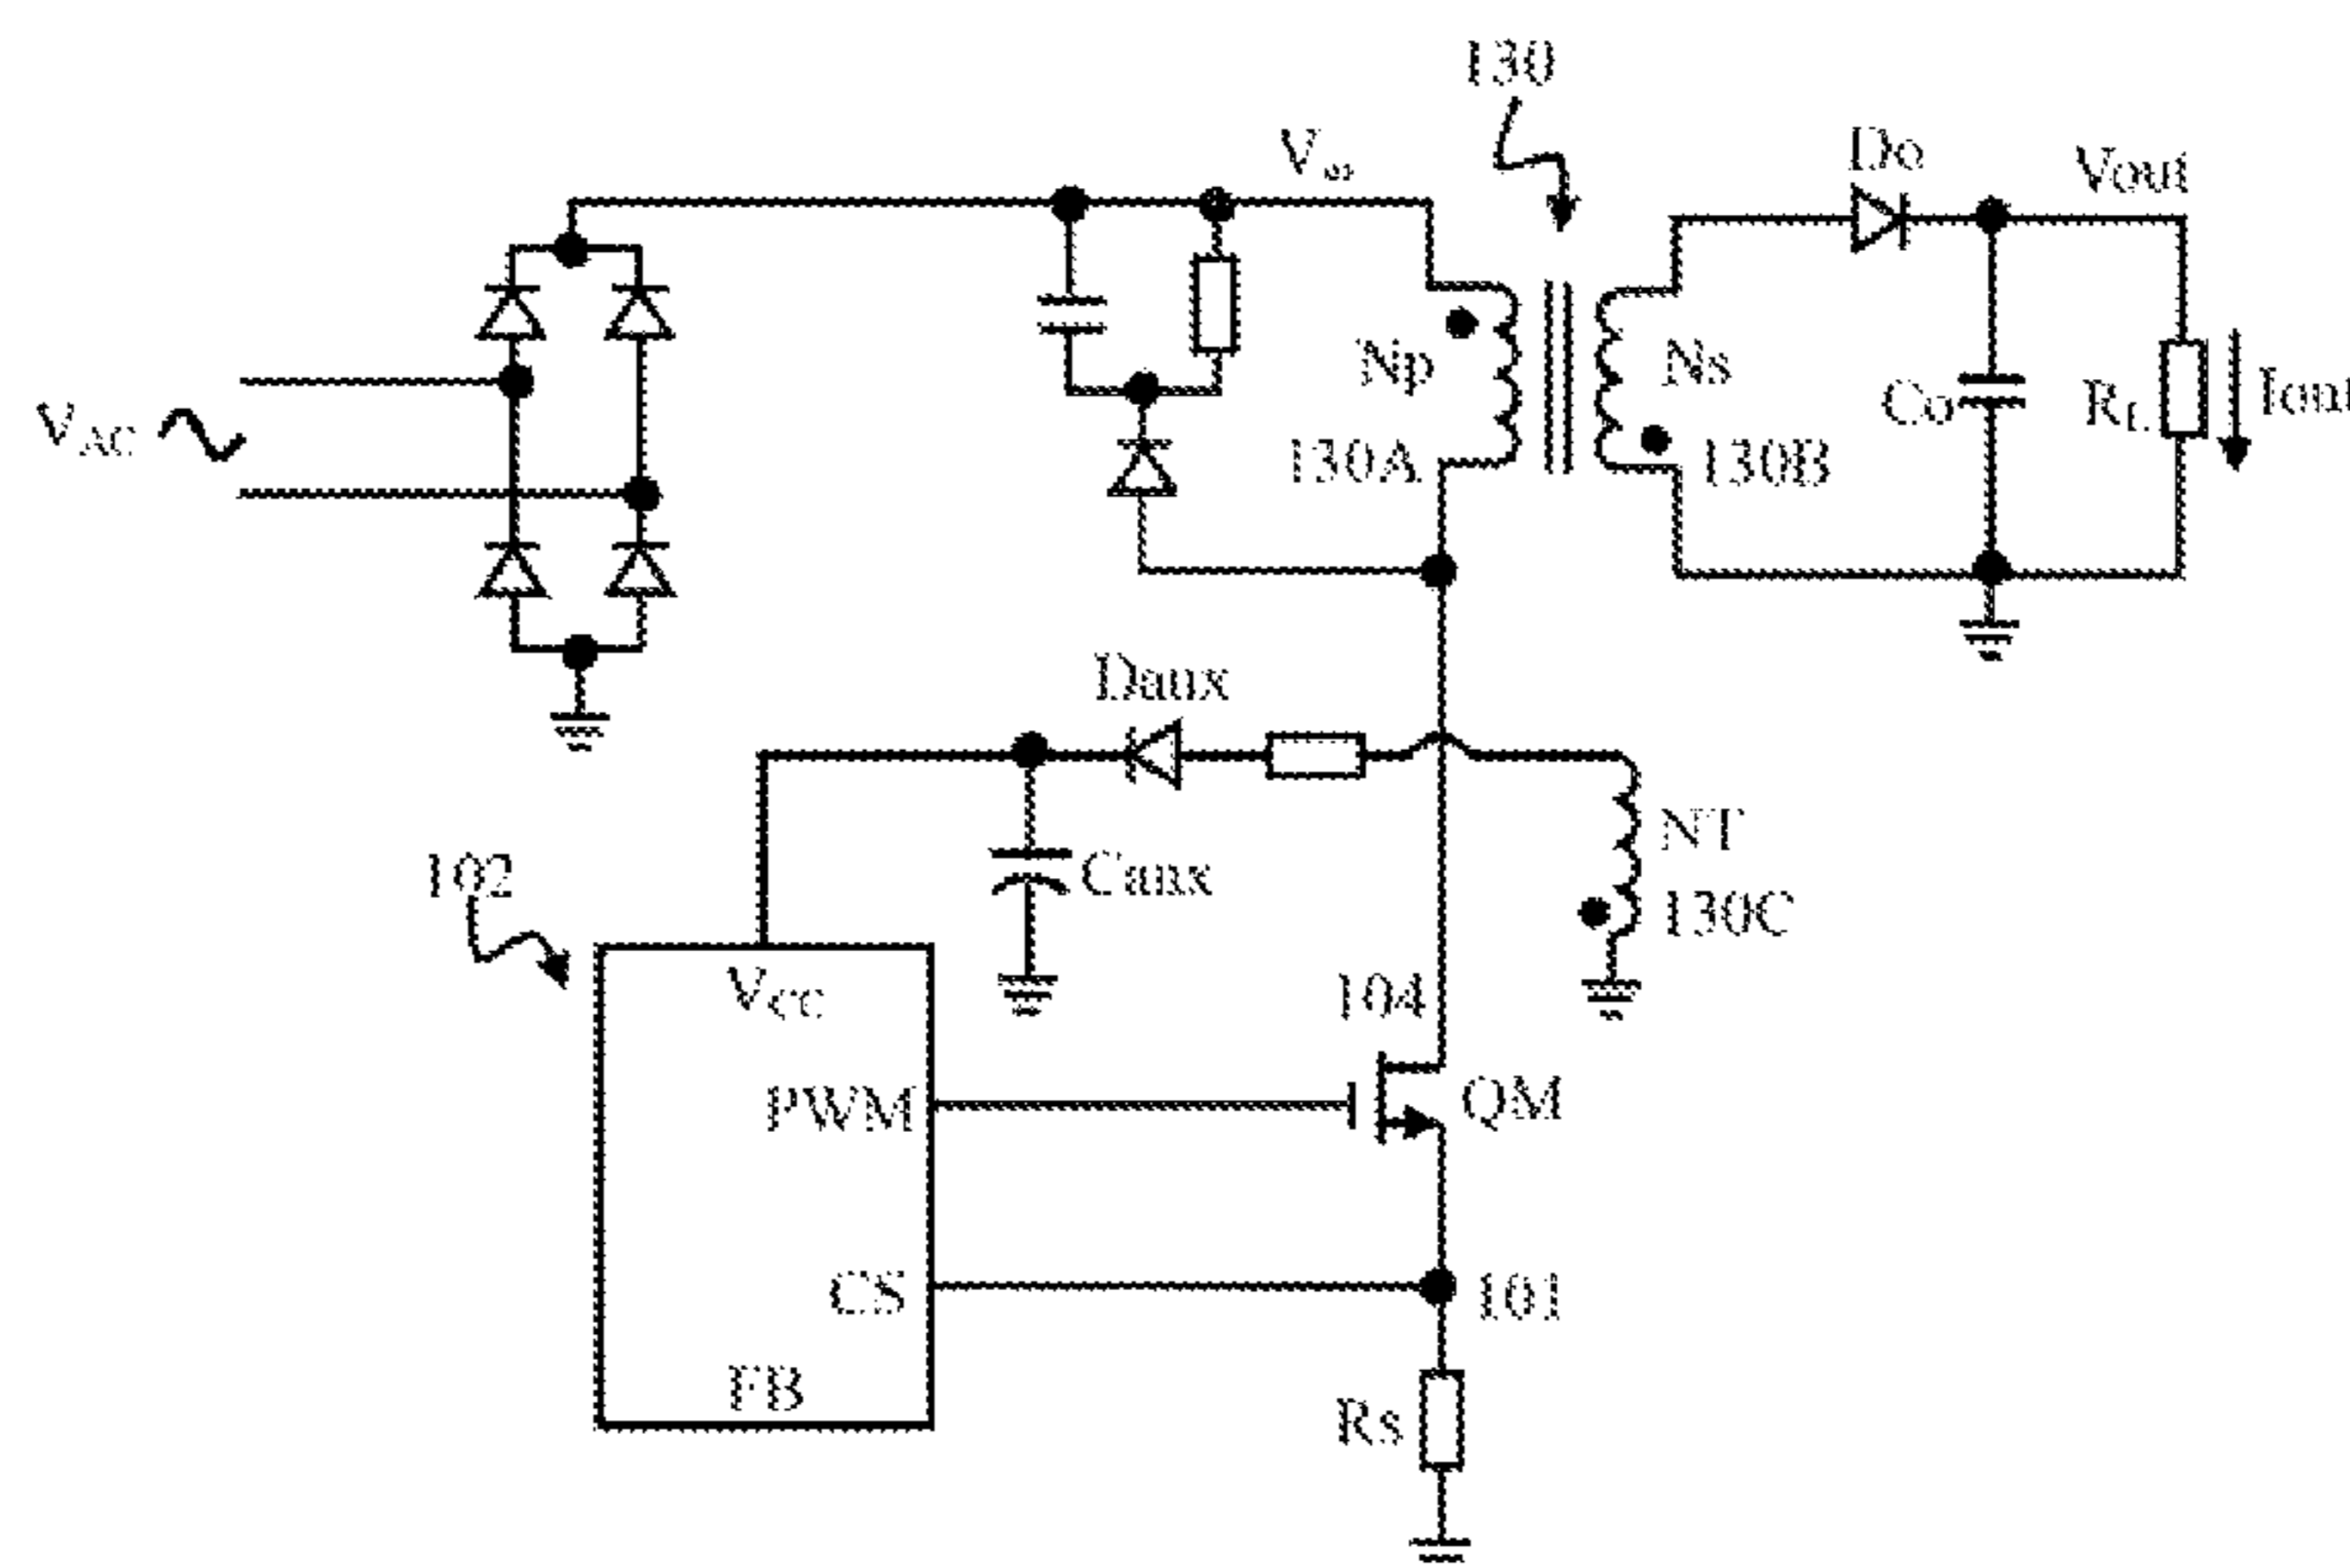 130
Vin
Do
Vout
Np
Ns
VAC
Co
RL
Iout
130A
130B
Daux
NT
102
Caux
130C
VCC
104
PWM
QM
CS
101
FB
Rs